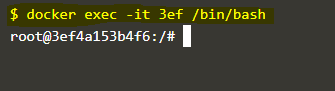 $ docker exec -it 3ef /bin/bash
root@3ef4a153b4f6:/#